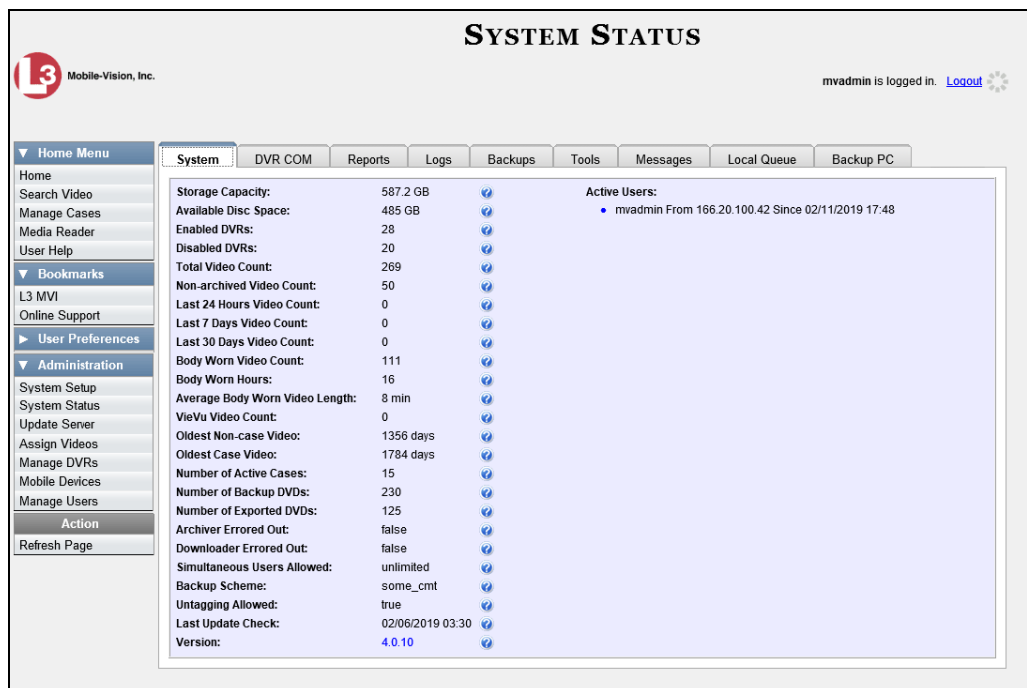 SYSTEM STATUS
L3 Mobile-Vision, Inc.
mvadmin is logged in. Logout
Home Menu
Home
Search Video
Manage Cases
Media Reader
User Help
Bookmarks
L3 MVI
Online Support
User Preferences
Administration
System Setup
System Status
Update Server
Assign Videos
Manage DVRs
Mobile Devices
Manage Users
Action
Refresh Page
System DVR COM Reports Logs Backups Tools Messages Local Queue Backup PC
Storage Capacity: 587.2 GB
Available Disc Space: 485 GB
Enabled DVRs: 28
Disabled DVRs: 20
Total Video Count: 269
Non-archived Video Count: 50
Last 24 Hours Video Count: 0
Last 7 Days Video Count: 0
Last 30 Days Video Count: 0
Body Worn Video Count: 111
Body Worn Hours: 16
Average Body Worn Video Length: 8 min
VieVu Video Count: 0
Oldest Non-case Video: 1356 days
Oldest Case Video: 1784 days
Number of Active Cases: 15
Number of Backup DVDs: 230
Number of Exported DVDs: 125
Archiver Errored Out: false
Downloader Errored Out: false
Simultaneous Users Allowed: unlimited
Backup Scheme: some_cmt
Untagging Allowed: true
Last Update Check: 02/06/2019 03:30
Version: 4.0.10
Active Users:
mvadmin From 166.20.100.42 Since 02/11/2019 17:48